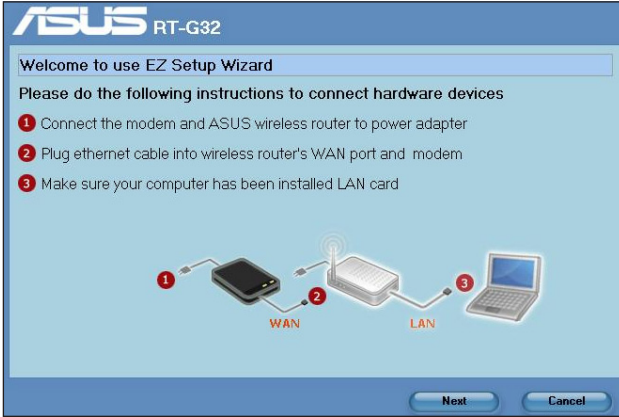 ASUS RT-G32
Welcome to use EZ Setup Wizard
Please do the following instructions to connect hardware devices
1 Connect the modem and ASUS wireless router to power adapter
2 Plug ethernet cable into wireless router's WAN port and modem
3 Make sure your computer has been installed LAN card
1
2
3
WAN
LAN
Next
Cancel